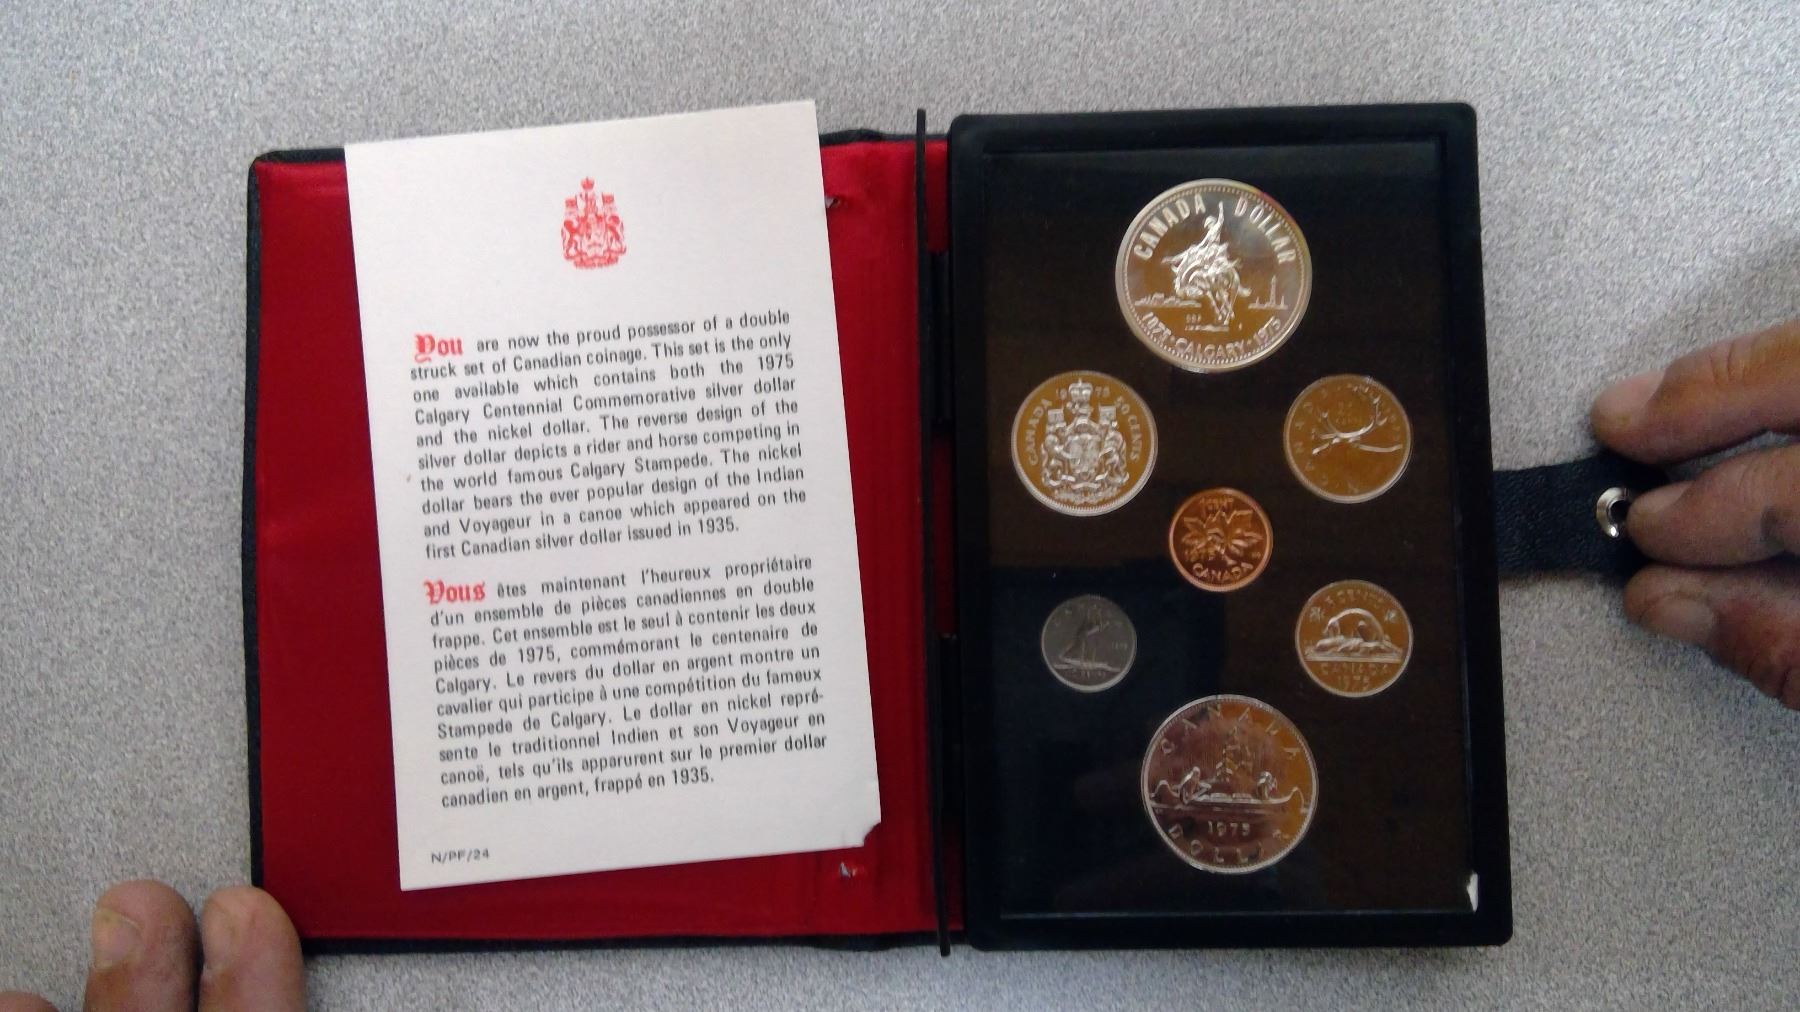 You are now the proud possessor of a double
struck set of Canadian coinage. This set is the only
one available which contains both the 1975
Calgary Centennial Commemorative silver dollar
and the nickel dollar. The reverse design of the
silver dollar depicts a rider and horse competing in
the world famous Calgary Stampede. The nickel
dollar bears the ever popular design of the Indian
and Voyageur in a canoe which appeared on the
first Canadian silver dollar issued in 1935.
Vous êtes maintenant l'heureux propriétaire
d'un ensemble de pièces canadiennes en double
frappe. Cet ensemble est le seul à contenir les deux
pièces de 1975, commémorant le centenaire de
Calgary. Le revers du dollar en argent montre un
cavalier qui participe à une compétition du fameux
Stampede de Calgary. Le dollar en nickel repré-
sente le traditionnel Indien et son Voyageur en
canoë, tels qu'ils apparurent sur le premier dollar
canadien en argent, frappé en 1935.
N/PF/24
CANADA DOLLAR
1875·CALGARY·1975
CANADA 1975 50 CENTS
CANADA
CANADA
1975
CANADA
1975
DOLLAR